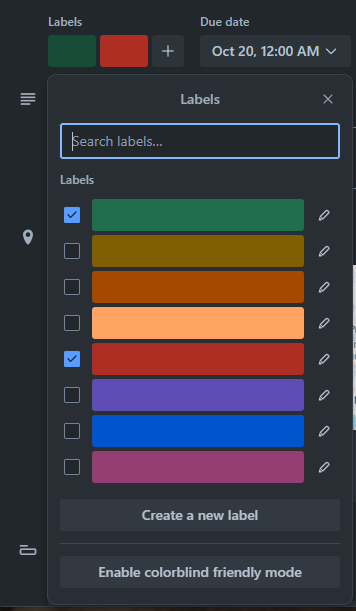 Labels
Due date
Oct 20, 12:00 AM
Labels
Search labels...
Labels
Create a new label
Enable colorblind friendly mode